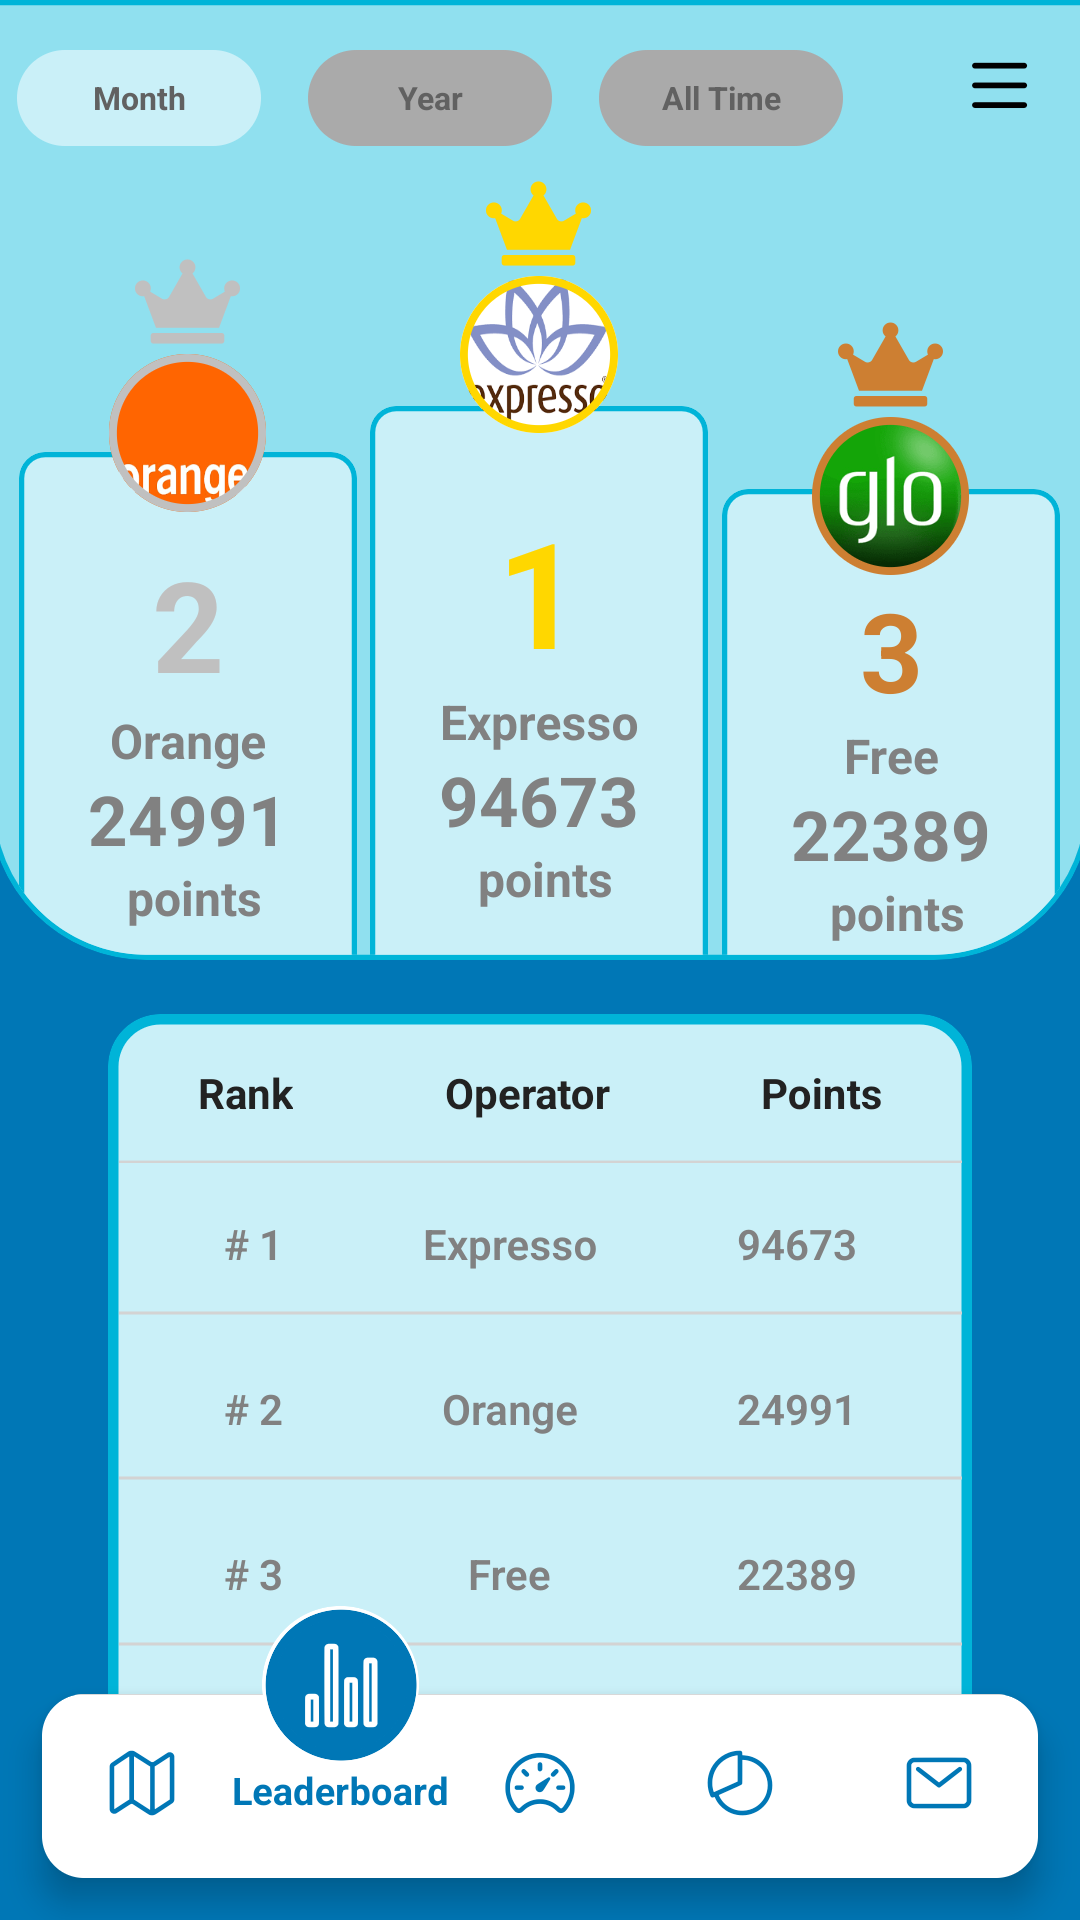 Month Year All Time
expresso
orange
glo
1
2
3
Expresso
94673
points
Orange
24991
points
Free
22389
points
Rank Operator Points
# 1 Expresso 94673
# 2 Orange 24991
# 3 Free 22389
Leaderboard